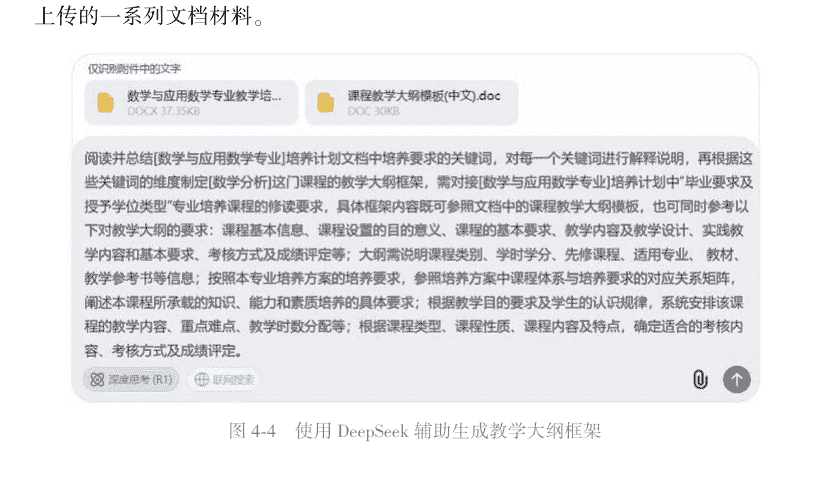 上传的一系列文档材料。
仅识别附件中的文字
数学与应用数学专业教学培...
DOCX 37.35KB
课程教学大纲模板(中文).doc
DOC 30KB
阅读并总结[数学与应用数学专业]培养计划文档中培养要求的关键词，对每一个关键词进行解释说明，再根据这
些关键词的维度制定[数学分析]这门课程的教学大纲框架，需对接[数学与应用数学专业]培养计划中"毕业要求及
授予学位类型"专业培养课程的修读要求，具体框架内容既可参照文档中的课程教学大纲模板，也可同时参考以
下对教学大纲的要求：课程基本信息、课程设置的目的意义、课程的基本要求、教学内容及教学设计、实践教
学内容和基本要求、考核方式及成绩评定等；大纲需说明课程类别、学时学分、先修课程、适用专业、 教材、
教学参考书等信息；按照本专业培养方案的培养要求，参照培养方案中课程体系与培养要求的对应关系矩阵，
阐述本课程所承载的知识、能力和素质培养的具体要求；根据教学目的要求及学生的认识规律，系统安排该课
程的教学内容、重点难点、教学时数分配等；根据课程类型、课程性质、课程内容及特点，确定适合的考核内
容、考核方式及成绩评定。
深度思考 (R1)
联网搜索
图 4-4 使用 DeepSeek 辅助生成教学大纲框架